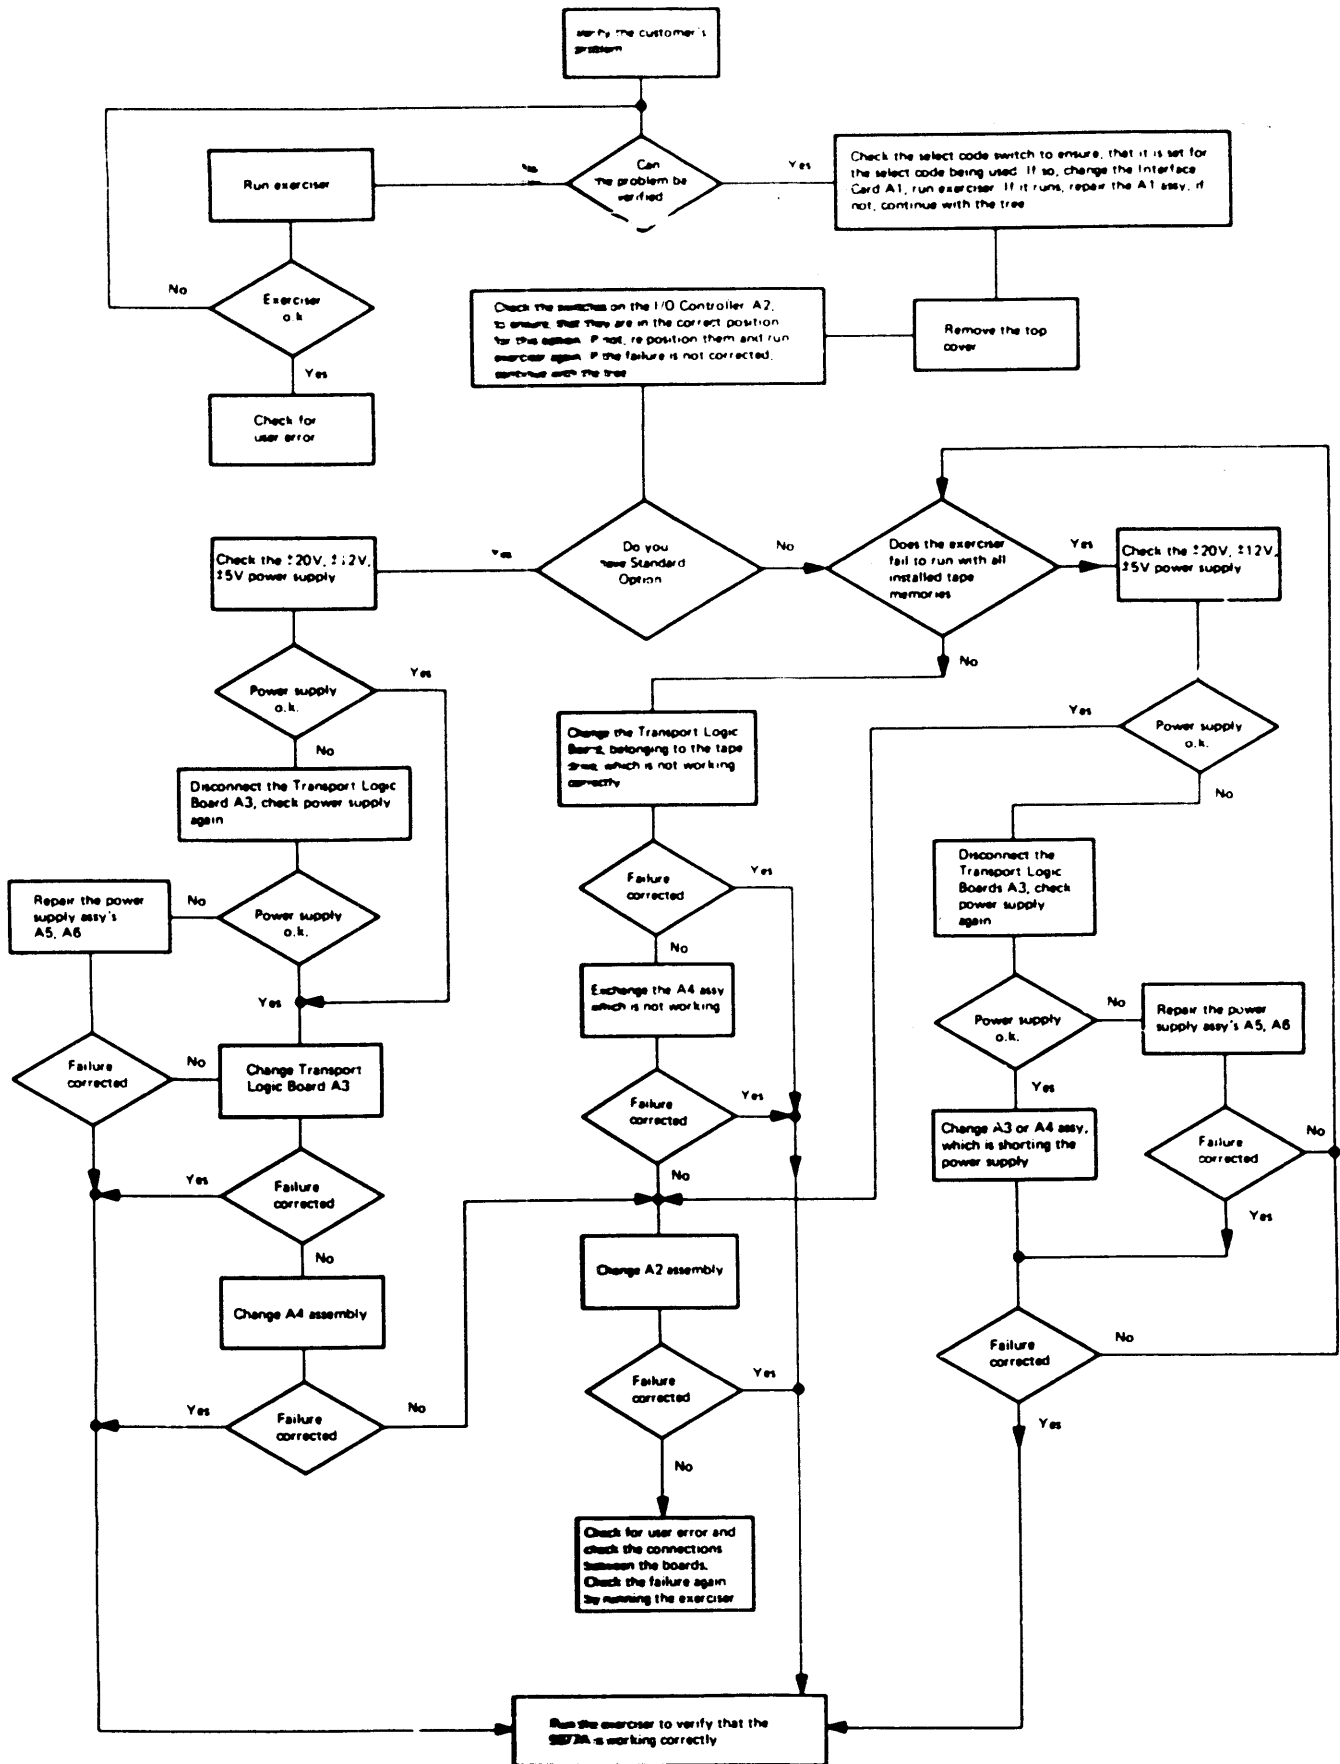 Verify the customer's
problem
Can
the problem be
verified
No
Yes
Run exerciser
Exerciser
o.k
No
Yes
Check for
user error
Check the select code switch to ensure, that it is set for
the select code being used. If so, change the Interface
Card A1, run exerciser. If it runs, repair the A1 assy, if
not, continue with the tree
Remove the top
cover
Check the switches on the I/O Controller A2,
to ensure, that they are in the correct position
for this option. If not, re position them and run
exerciser again. If the failure is not corrected,
continue with the tree
Do you
have Standard
Option
Yes
No
Check the ±20V, ±12V,
±5V power supply
Power supply
o.k.
Yes
No
Disconnect the Transport Logic
Board A3, check power supply
again
Power supply
o.k.
No
Yes
Repair the power
supply assy's
A5, A6
Failure
corrected
No
Change Transport
Logic Board A3
Failure
corrected
Yes
No
Change A4 assembly
Failure
corrected
Yes
No
Does the exerciser
fail to run with all
installed tape
memories
Yes
No
Change the Transport Logic
Board, belonging to the tape
drive, which is not working
correctly
Failure
corrected
Yes
No
Exchange the A4 assy
which is not working
Failure
corrected
Yes
No
Change A2 assembly
Failure
corrected
Yes
No
Check for user error and
check the connections
between the boards.
Check the failure again
by running the exerciser
Check the ±20V, ±12V,
±5V power supply
Power supply
o.k.
Yes
No
Disconnect the
Transport Logic
Boards A3, check
power supply
again
Power supply
o.k.
No
Yes
Repair the power
supply assy's A5, A6
Failure
corrected
No
Yes
Change A3 or A4 assy,
which is shorting the
power supply
Failure
corrected
No
Yes
Run the exerciser to verify that the
is working correctly